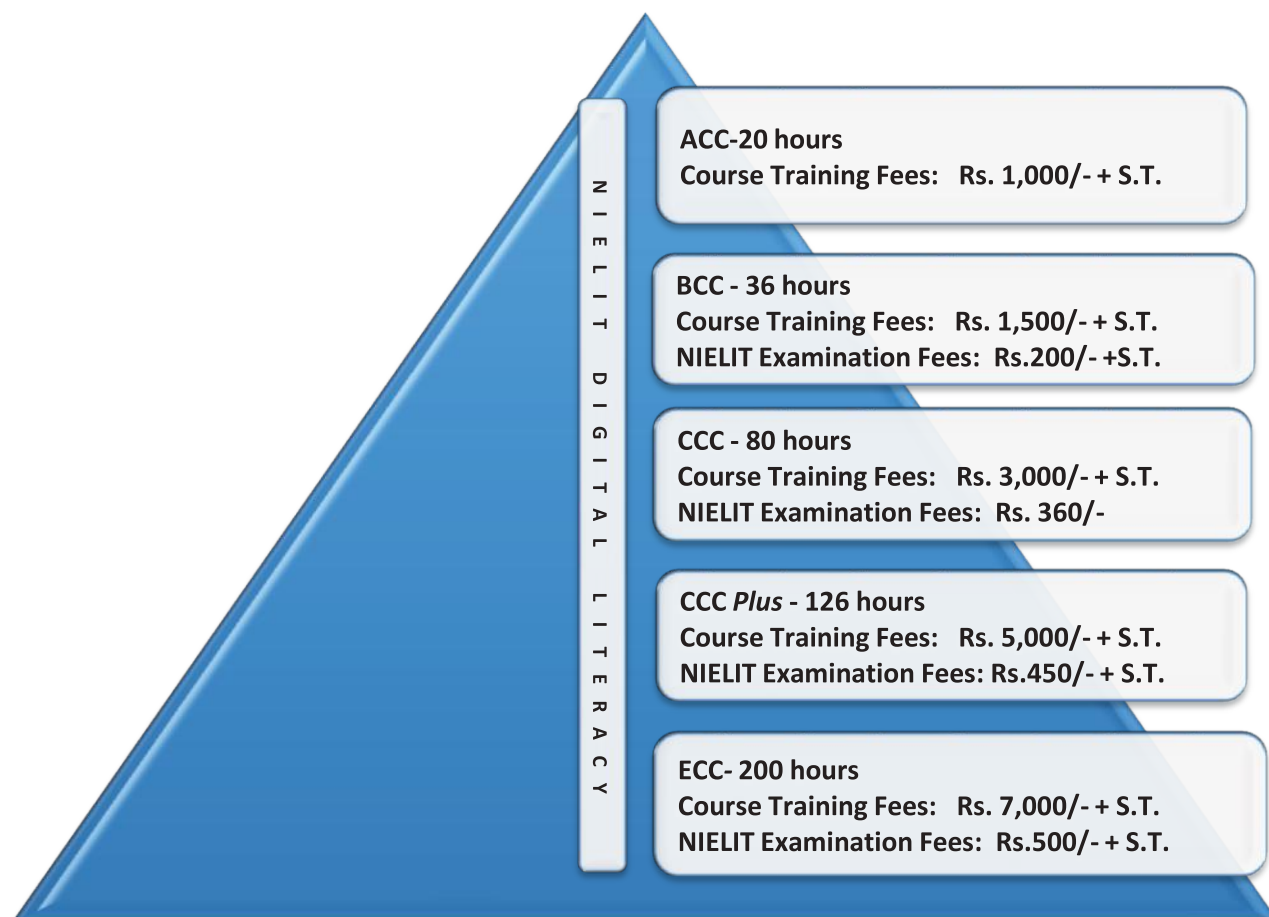 NIELIT DIGITAL LITERACY
ACC-20 hours
Course Training Fees: Rs. 1,000/- + S.T.
BCC - 36 hours
Course Training Fees: Rs. 1,500/- + S.T.
NIELIT Examination Fees: Rs.200/- +S.T.
CCC - 80 hours
Course Training Fees: Rs. 3,000/- + S.T.
NIELIT Examination Fees: Rs. 360/-
CCC Plus - 126 hours
Course Training Fees: Rs. 5,000/- + S.T.
NIELIT Examination Fees: Rs.450/- + S.T.
ECC- 200 hours
Course Training Fees: Rs. 7,000/- + S.T.
NIELIT Examination Fees: Rs.500/- + S.T.